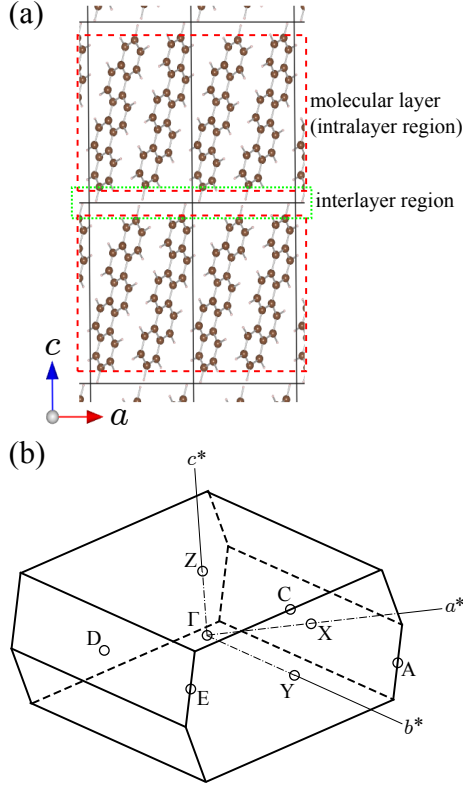 (a)
molecular layer
(intralayer region)
interlayer region
c
a
(b)
c*
Z
C
a*
Γ
X
D
A
E
Y
b*